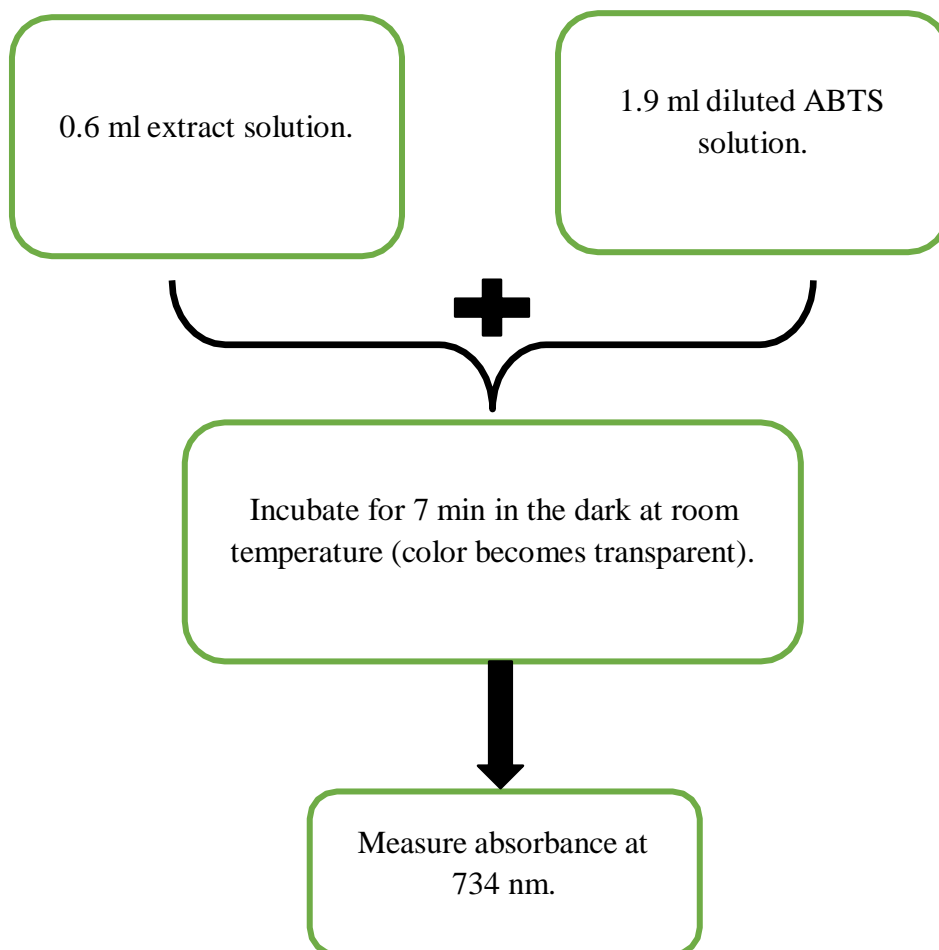 0.6 ml extract solution.
1.9 ml diluted ABTS
solution.
Incubate for 7 min in the dark at room
temperature (color becomes transparent).
Measure absorbance at
734 nm.